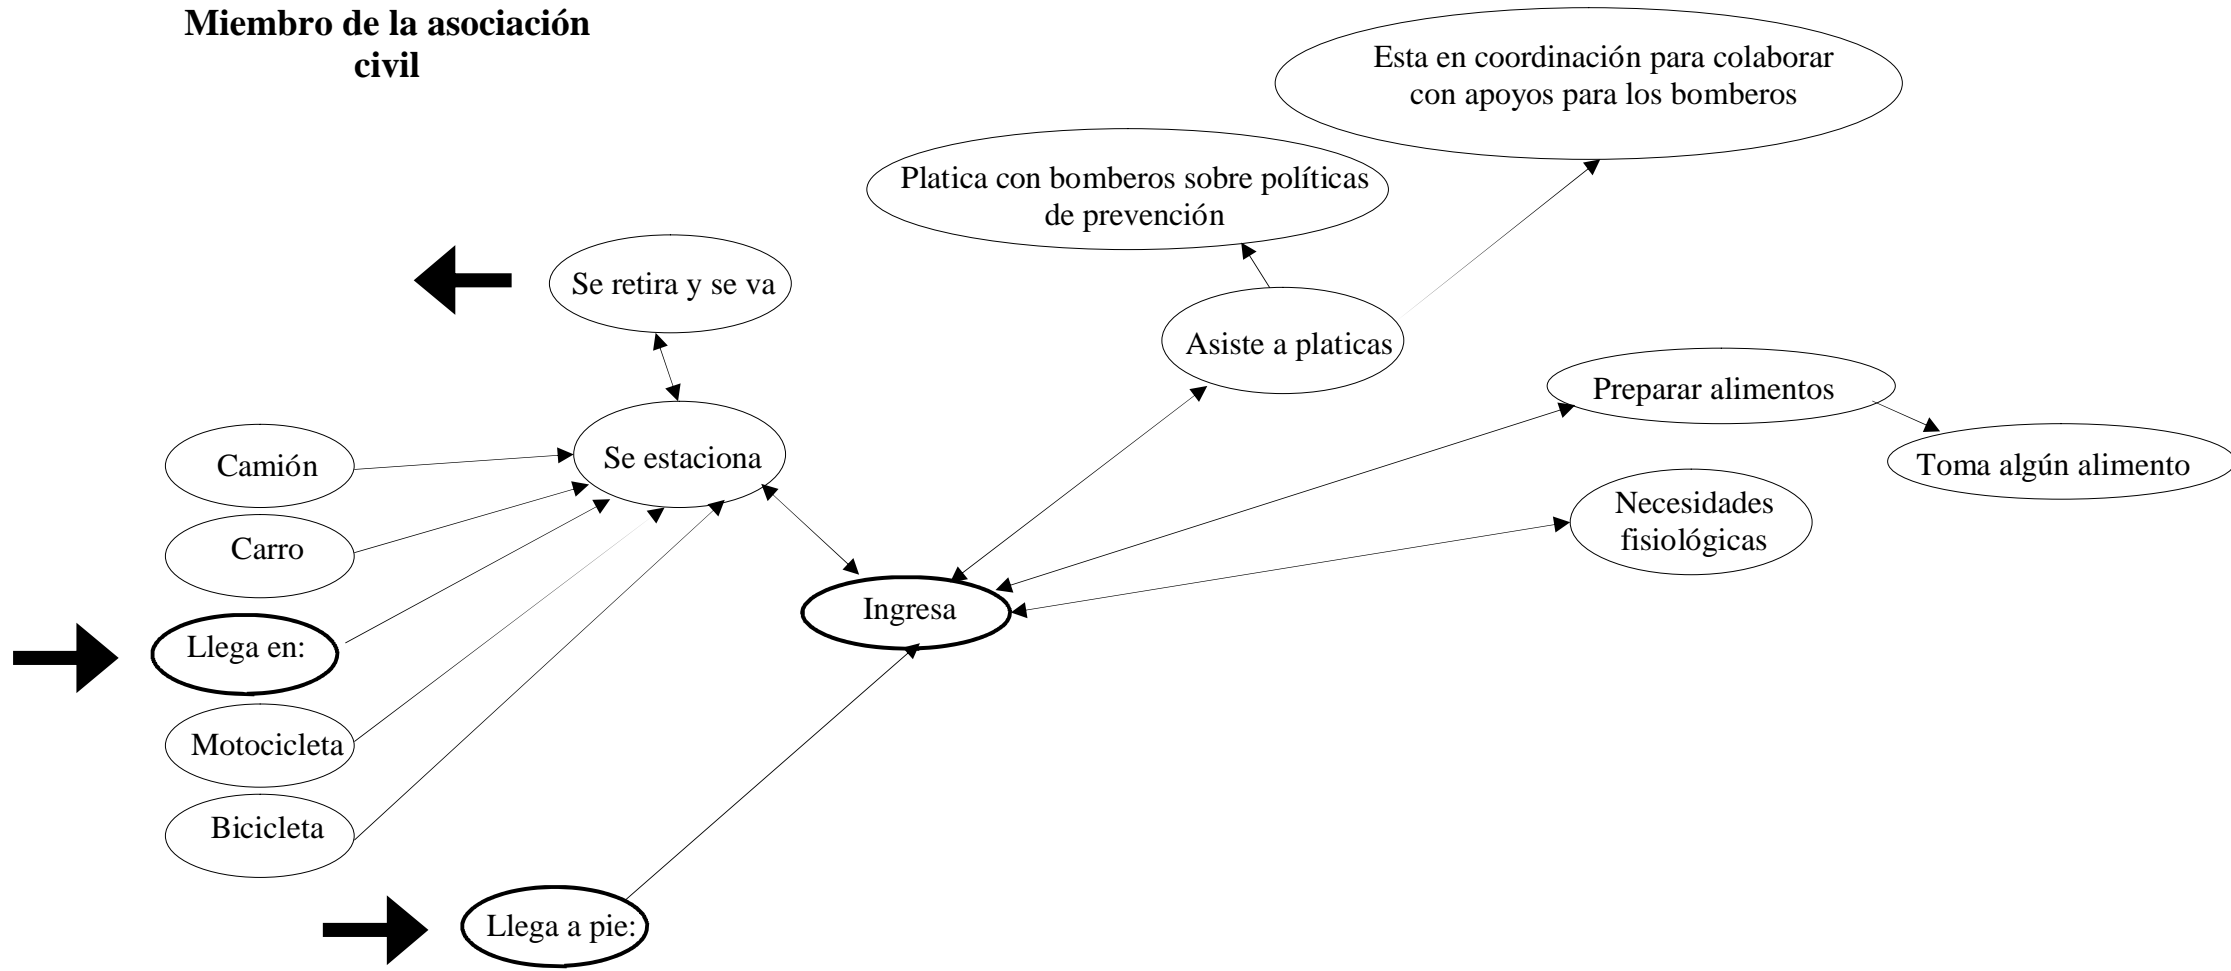 Miembro de la asociación
civil
Esta en coordinación para colaborar
con apoyos para los bomberos
Platica con bomberos sobre políticas
de prevención
Se retira y se va
Asiste a platicas
Preparar alimentos
Toma algún alimento
Se estaciona
Camión
Necesidades
fisiológicas
Carro
Ingresa
Llega en:
Motocicleta
Bicicleta
Llega a pie: